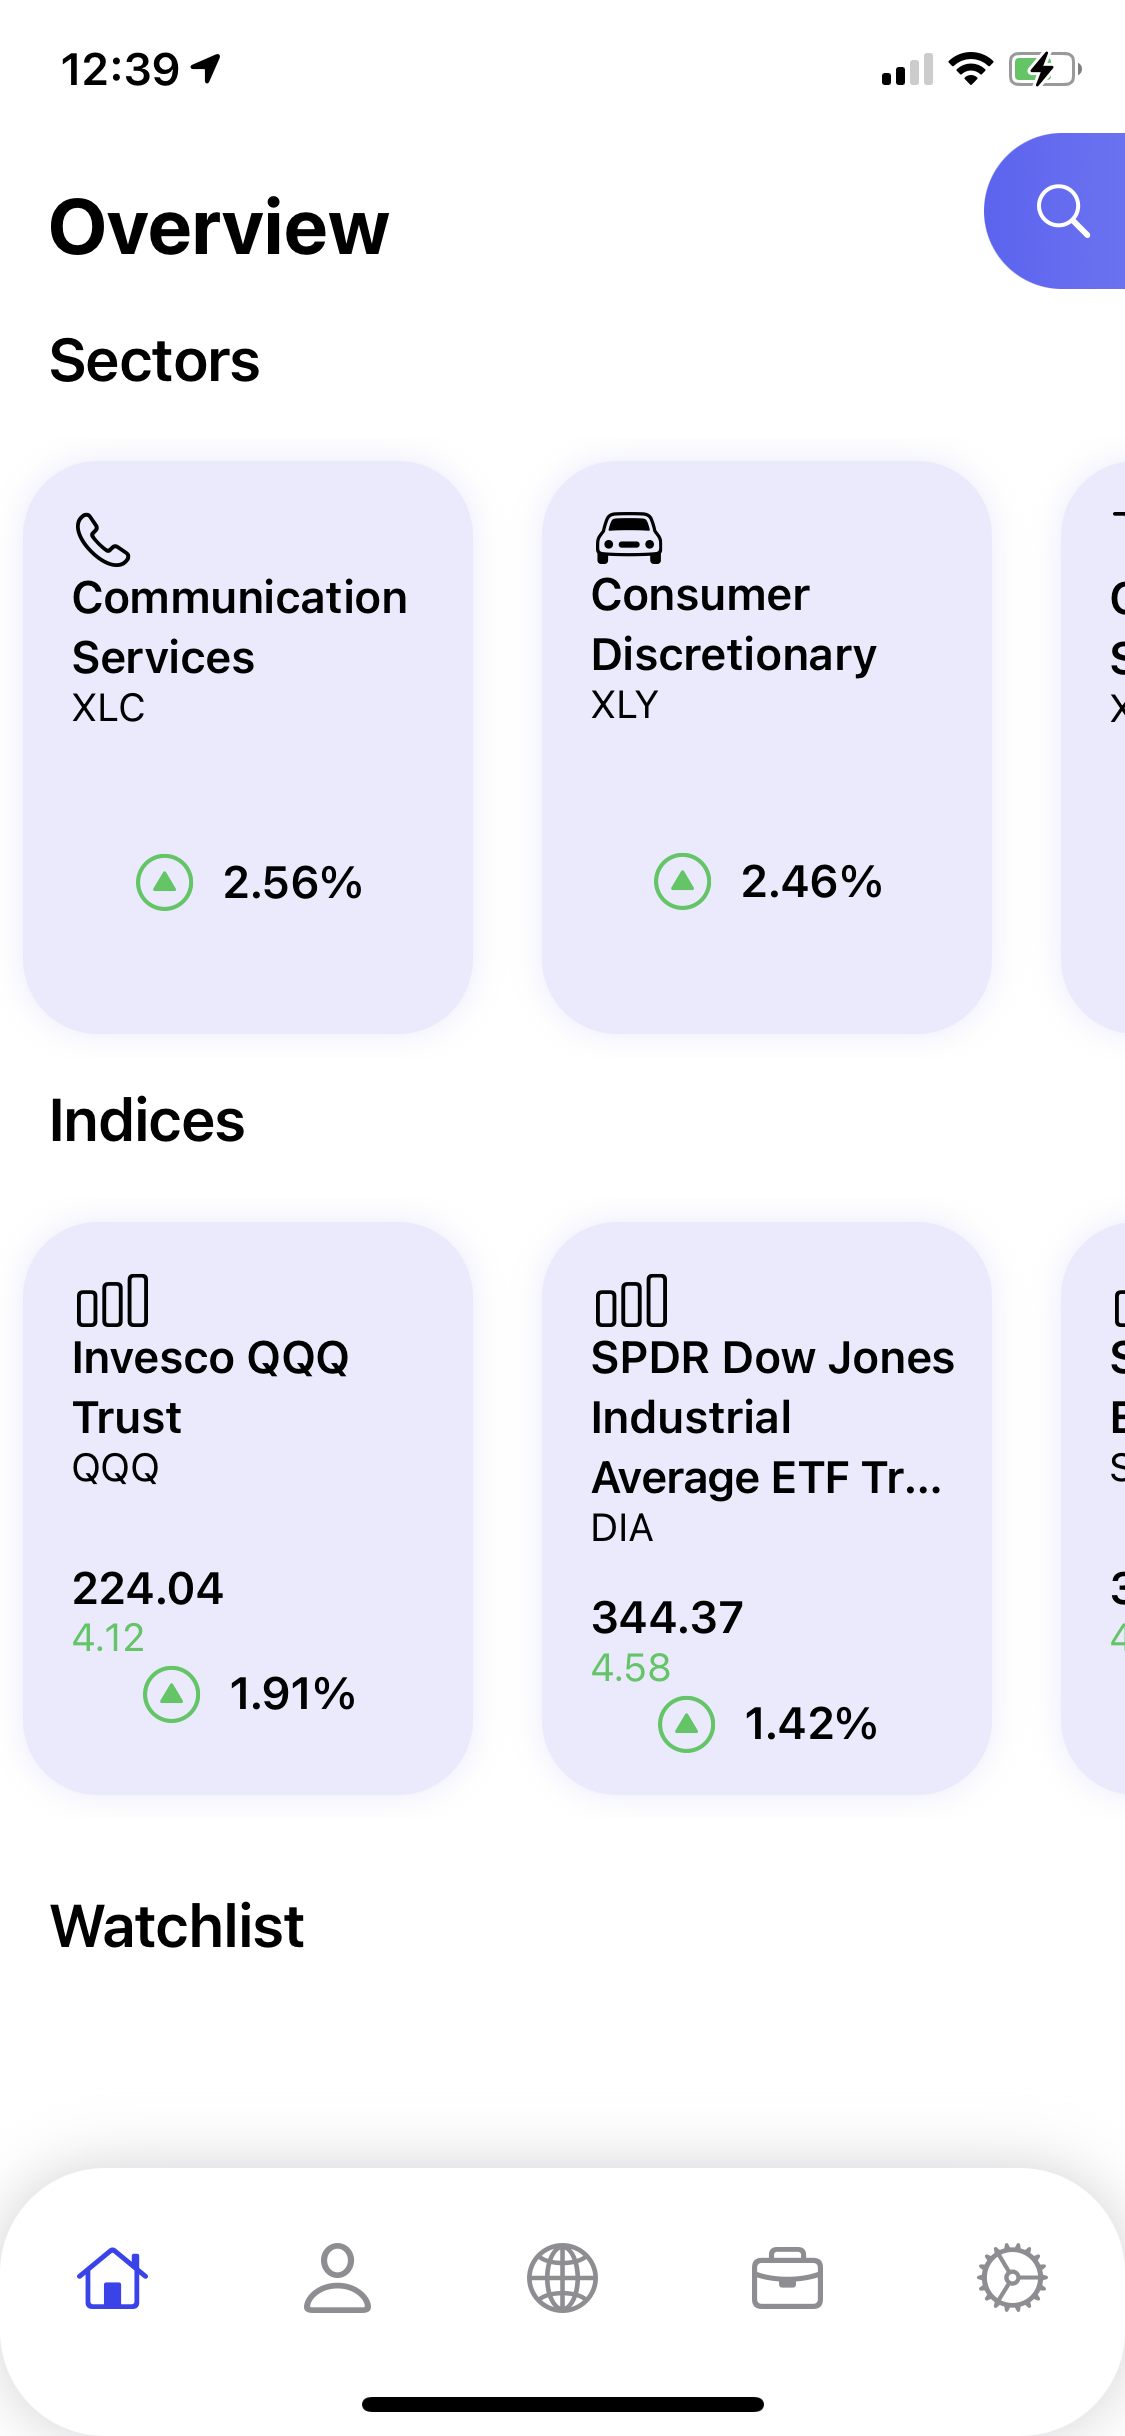 12:39
Overview
Sectors
Communication
Services
XLC
2.56%
Consumer
Discretionary
XLY
2.46%
Indices
Invesco QQQ
Trust
QQQ
224.04
4.12
1.91%
SPDR Dow Jones
Industrial
Average ETF Tr...
DIA
344.37
4.58
1.42%
Watchlist